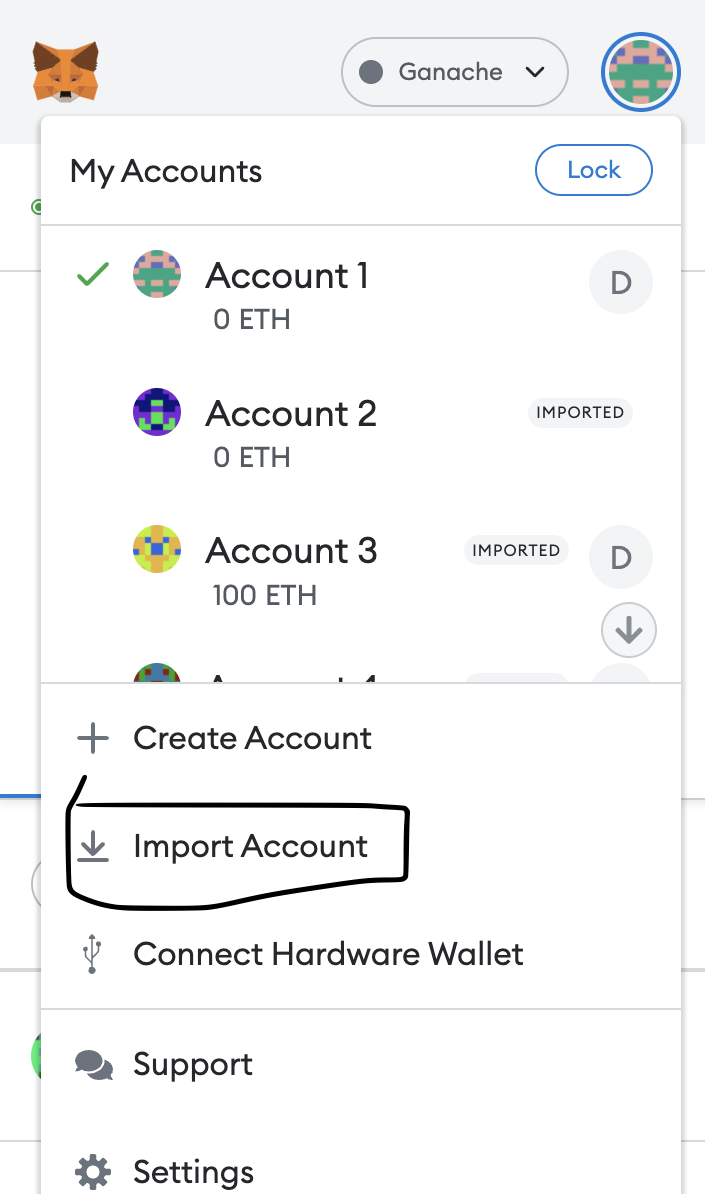 Ganache
My Accounts
Lock
Account 1
D
0 ETH
Account 2
IMPORTED
0 ETH
Account 3
IMPORTED
D
100 ETH
Create Account
Import Account
Connect Hardware Wallet
Support
Settings